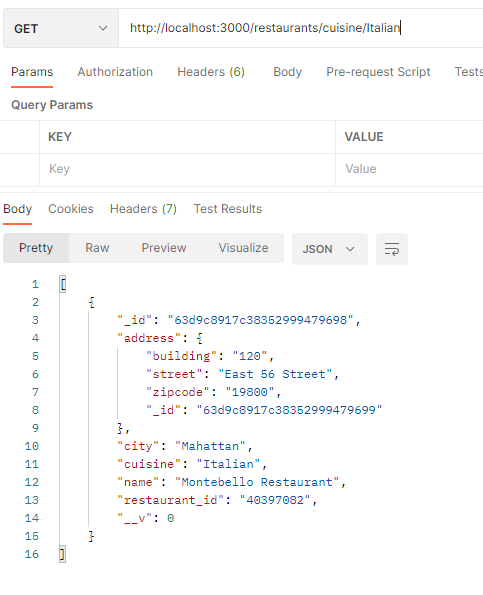 GET http://localhost:3000/restaurants/cuisine/Italian
Params Authorization Headers (6) Body Pre-request Script Tests
Query Params
KEY VALUE
Key Value
Body Cookies Headers (7) Test Results
Pretty Raw Preview Visualize JSON
1 [
2 {
3 "_id": "63d9c8917c38352999479698",
4 "address": {
5 "building": "120",
6 "street": "East 56 Street",
7 "zipcode": "19800",
8 "_id": "63d9c8917c38352999479699"
9 },
10 "city": "Mahattan",
11 "cuisine": "Italian",
12 "name": "Montebello Restaurant",
13 "restaurant_id": "40397082",
14 "__v": 0
15 }
16 ]